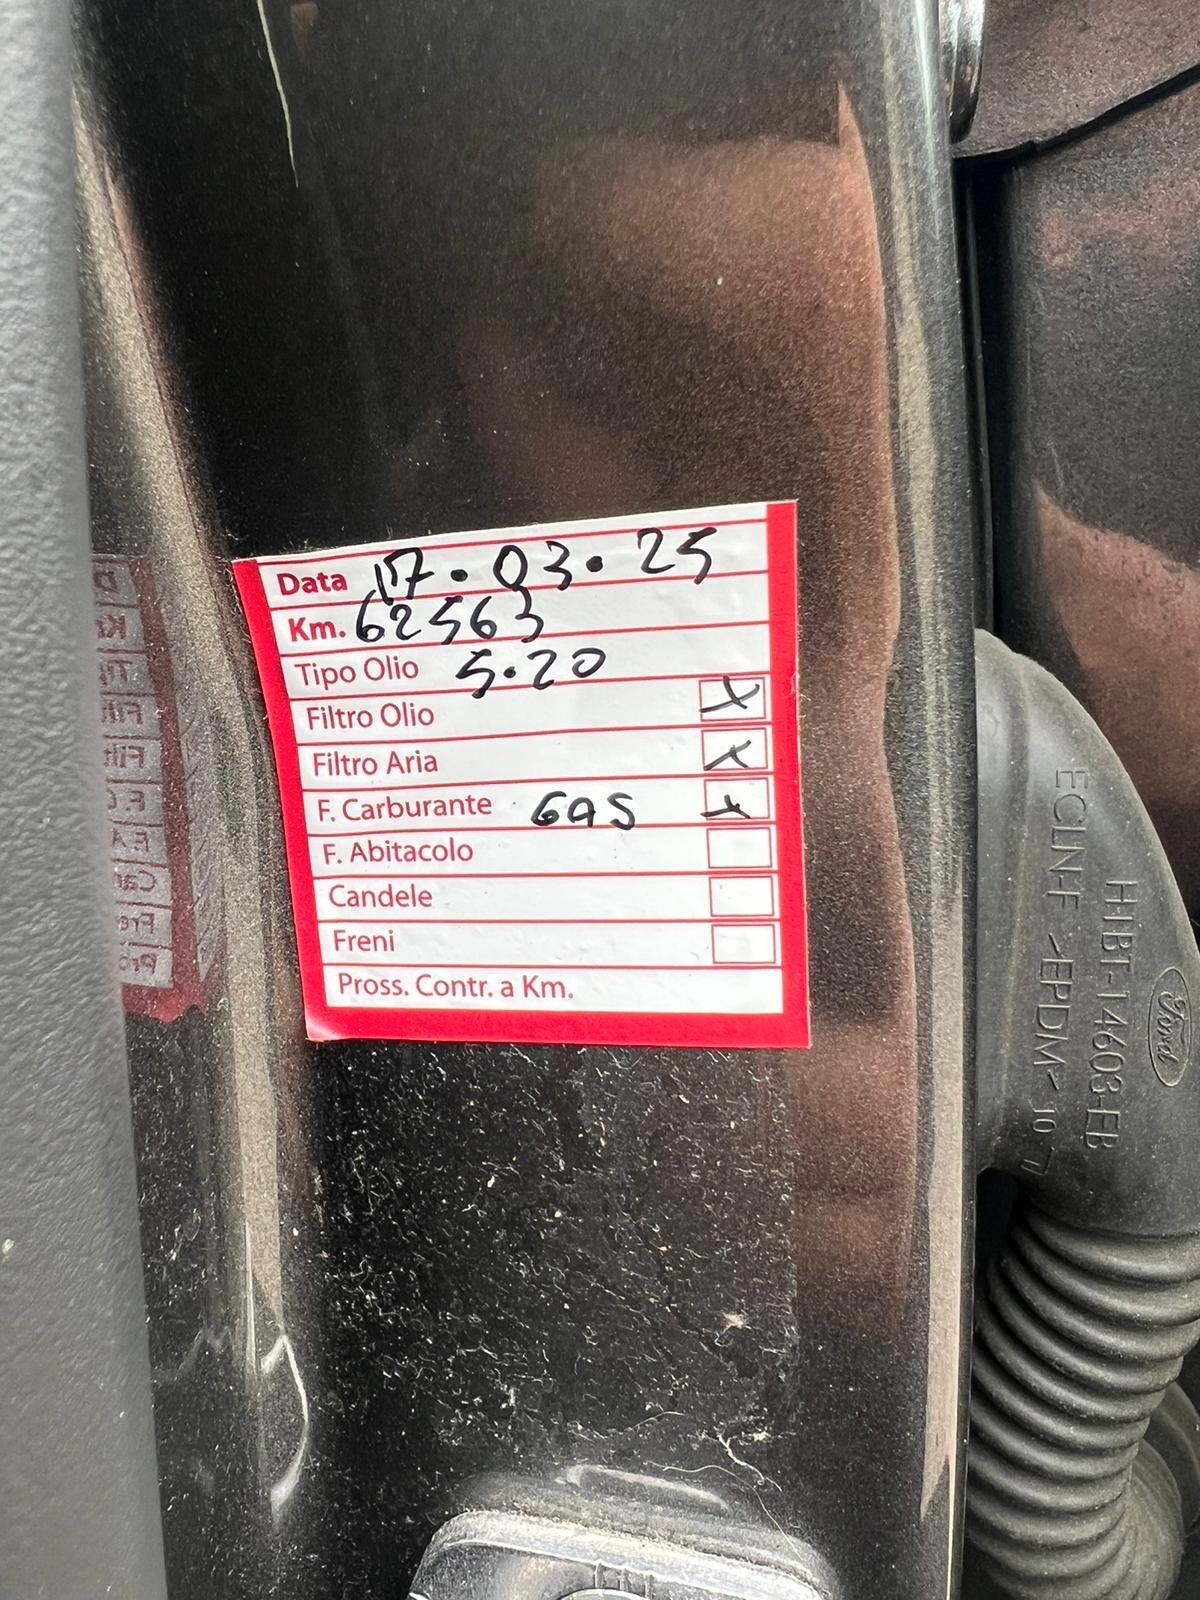 Data 17.03.25
Km. 62563
Tipo Olio 5.20
Filtro Olio X
Filtro Aria X
F. Carburante GAS X
F. Abitacolo
Candele
Freni
Pross. Contr. a Km.
ECLN-F >EPDM< 10
H1BT-14603-EB
Ford